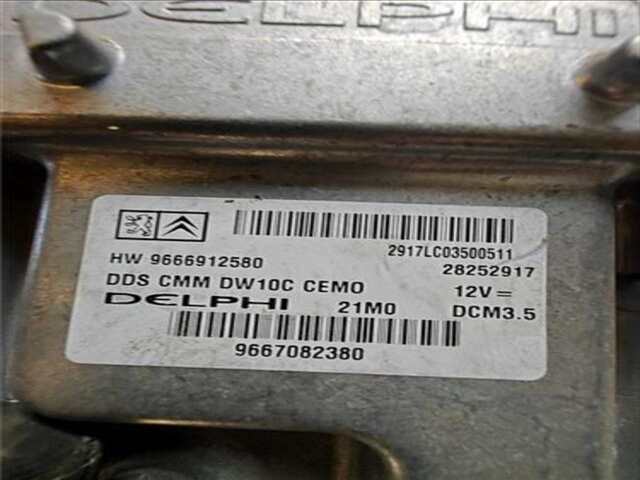 DELPHI
2917LC03500511
HW 9666912580 28252917
DDS CMM DW10C CEMO 12V =
DELPHI 21M0 DCM3.5
9667082380